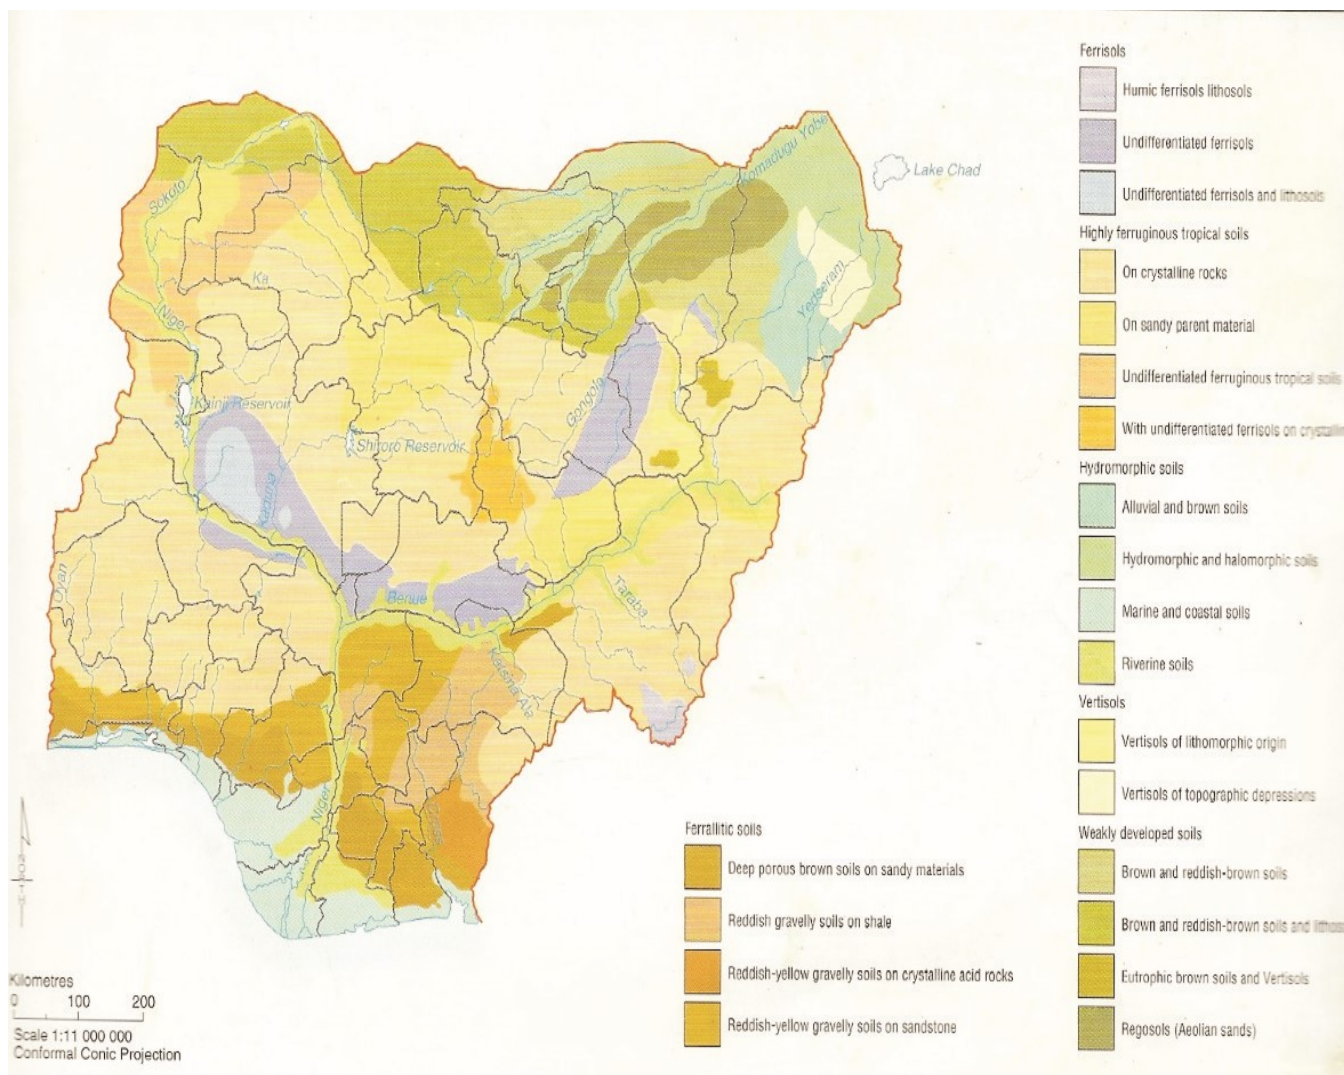 Sokoto
Ka
Niger
Kainji Reservoir
Shiroro Reservoir
Kaduna
Gongola
Komadugu Yobe
Lake Chad
Yedseram
Oyan
Benue
Taraba
Katsina Ala
Niger
Cross
Kilometres
0 100 200
Scale 1:11 000 000
Conformal Conic Projection
Ferrallitic soils
Deep porous brown soils on sandy materials
Reddish gravelly soils on shale
Reddish-yellow gravelly soils on crystalline acid rocks
Reddish-yellow gravelly soils on sandstone
Ferrisols
Humic ferrisols lithosols
Undifferentiated ferrisols
Undifferentiated ferrisols and lithosols
Highly ferruginous tropical soils
On crystalline rocks
On sandy parent material
Undifferentiated ferruginous tropical soils
With undifferentiated ferrisols on crystallin
Hydromorphic soils
Alluvial and brown soils
Hydromorphic and halomorphic soils
Marine and coastal soils
Riverine soils
Vertisols
Vertisols of lithomorphic origin
Vertisols of topographic depressions
Weakly developed soils
Brown and reddish-brown soils
Brown and reddish-brown soils and lithos
Eutrophic brown soils and Vertisols
Regosols (Aeolian sands)